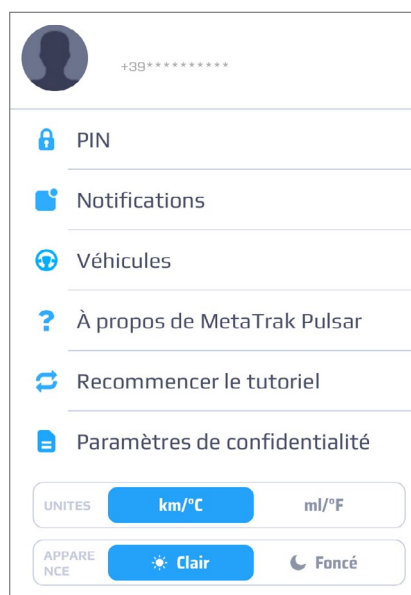 +39**********
PIN
Notifications
Véhicules
À propos de MetaTrak Pulsar
Recommencer le tutoriel
Paramètres de confidentialité
UNITES km/°C ml/°F
APPARE
NCE Clair Foncé